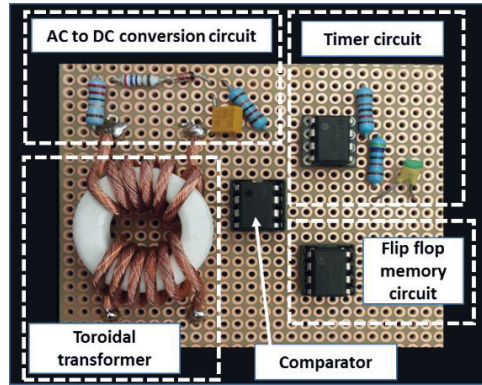 AC to DC conversion circuit
Timer circuit
Flip flop
memory
circuit
Toroidal
transformer
Comparator